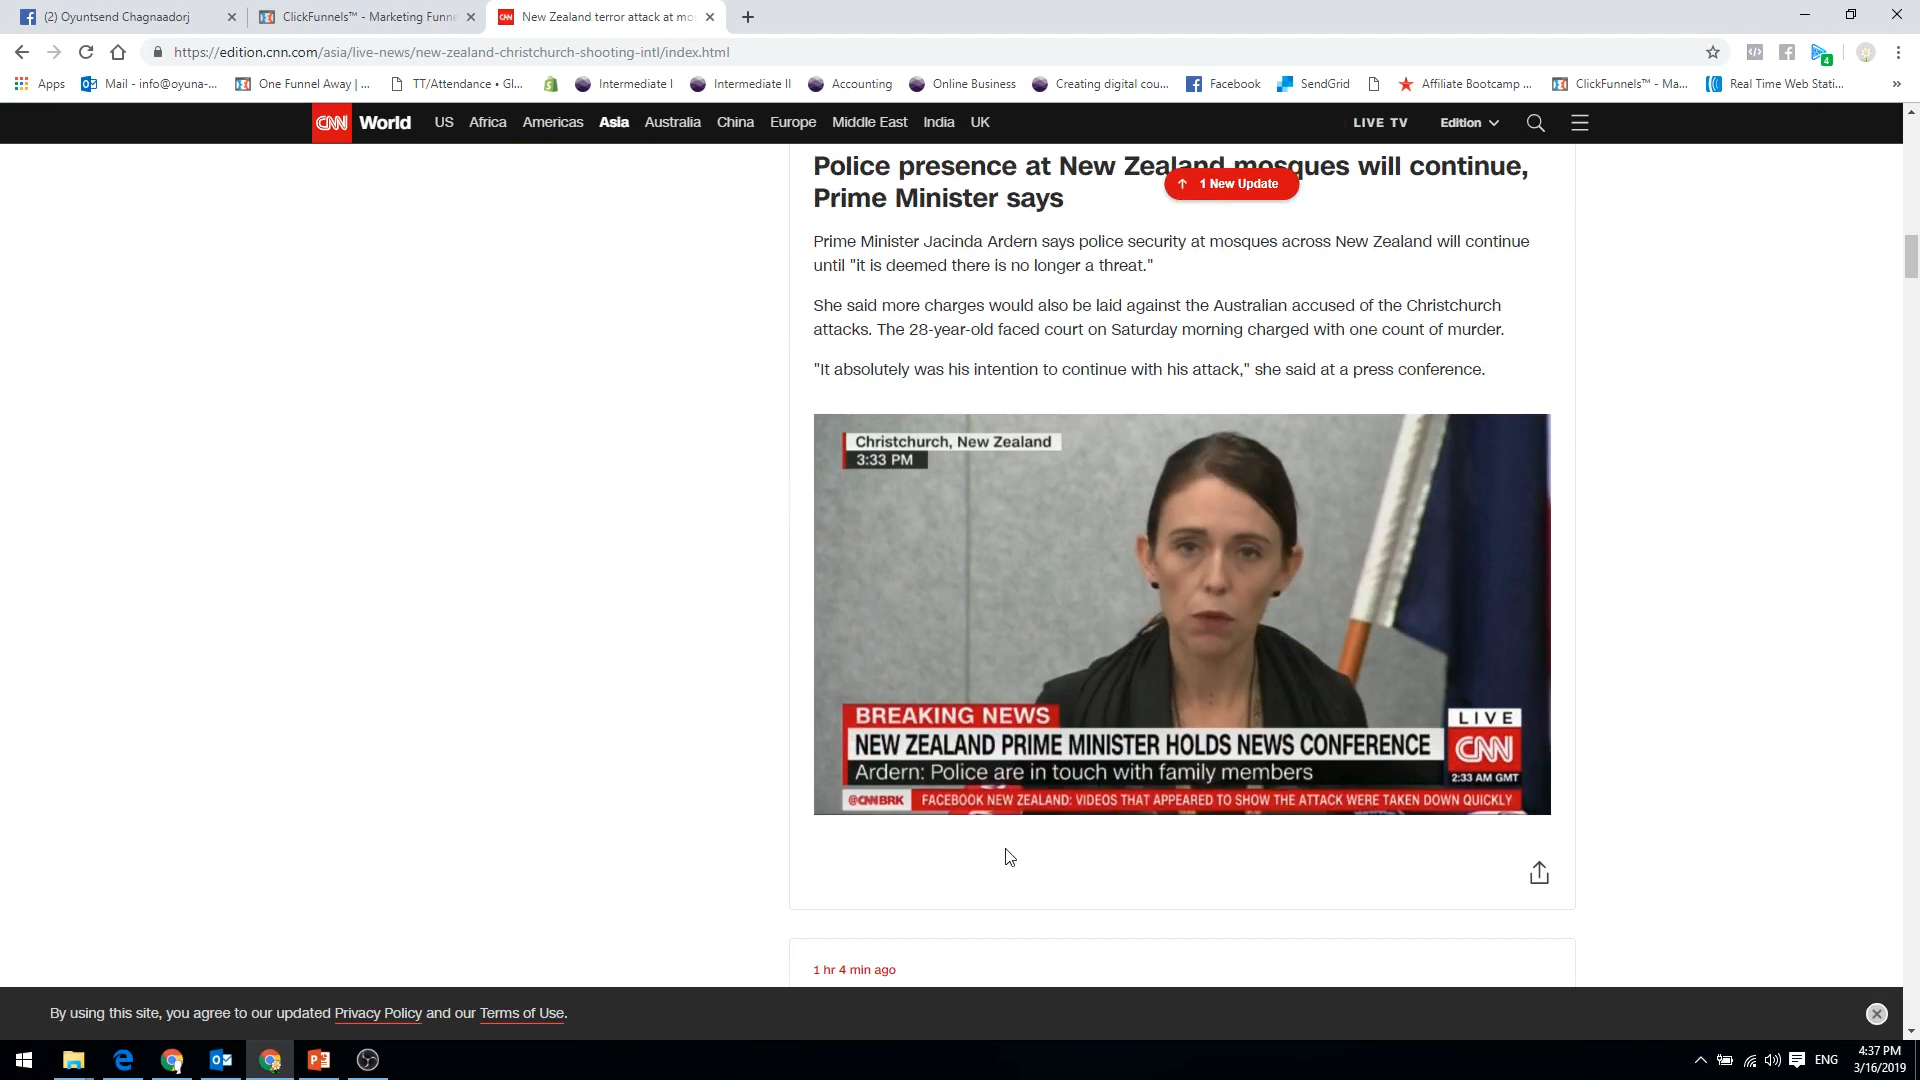 (2) Oyuntsend Chagnaadorj
ClickFunnels™ - Marketing Funne
New Zealand terror attack at mo
https://edition.cnn.com/asia/live-news/new-zealand-christchurch-shooting-intl/index.html
4
Apps
Mail - info@oyuna-...
One Funnel Away | ...
TT/Attendance • Gl...
Intermediate I
Intermediate II
Accounting
Online Business
Creating digital cou...
Facebook
SendGrid
Affiliate Bootcamp ...
ClickFunnels™ - Ma...
Real Time Web Stati...
CNN World
US
Africa
Americas
Asia
Australia
China
Europe
Middle East
India
UK
LIVE TV
Edition
Police presence at New Zealand mosques will continue,
1 New Update
Prime Minister says
Prime Minister Jacinda Ardern says police security at mosques across New Zealand will continue
until "it is deemed there is no longer a threat."
She said more charges would also be laid against the Australian accused of the Christchurch
attacks. The 28-year-old faced court on Saturday morning charged with one count of murder.
"It absolutely was his intention to continue with his attack," she said at a press conference.
Christchurch, New Zealand
3:33 PM
BREAKING NEWS
LIVE
NEW ZEALAND PRIME MINISTER HOLDS NEWS CONFERENCE
CNN
Ardern: Police are in touch with family members
2:33 AM GMT
@CNNBRK FACEBOOK NEW ZEALAND: VIDEOS THAT APPEARED TO SHOW THE ATTACK WERE TAKEN DOWN QUICKLY
1 hr 4 min ago
By using this site, you agree to our updated Privacy Policy and our Terms of Use.
ENG
4:37 PM
3/16/2019